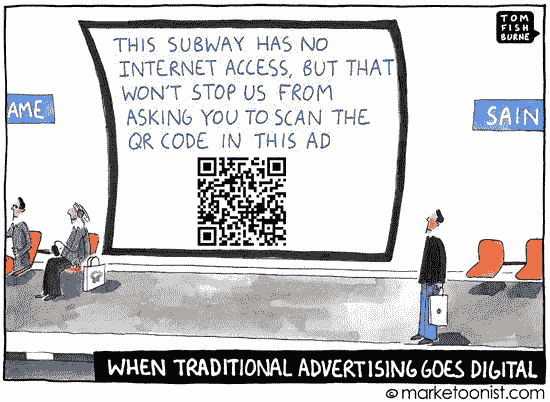 TOM
FISH
BURNE
THIS SUBWAY HAS NO
INTERNET ACCESS, BUT THAT
WON'T STOP US FROM
ASKING YOU TO SCAN THE
QR CODE IN THIS AD
AME
SAIN
WHEN TRADITIONAL ADVERTISING GOES DIGITAL
© marketoonist.com